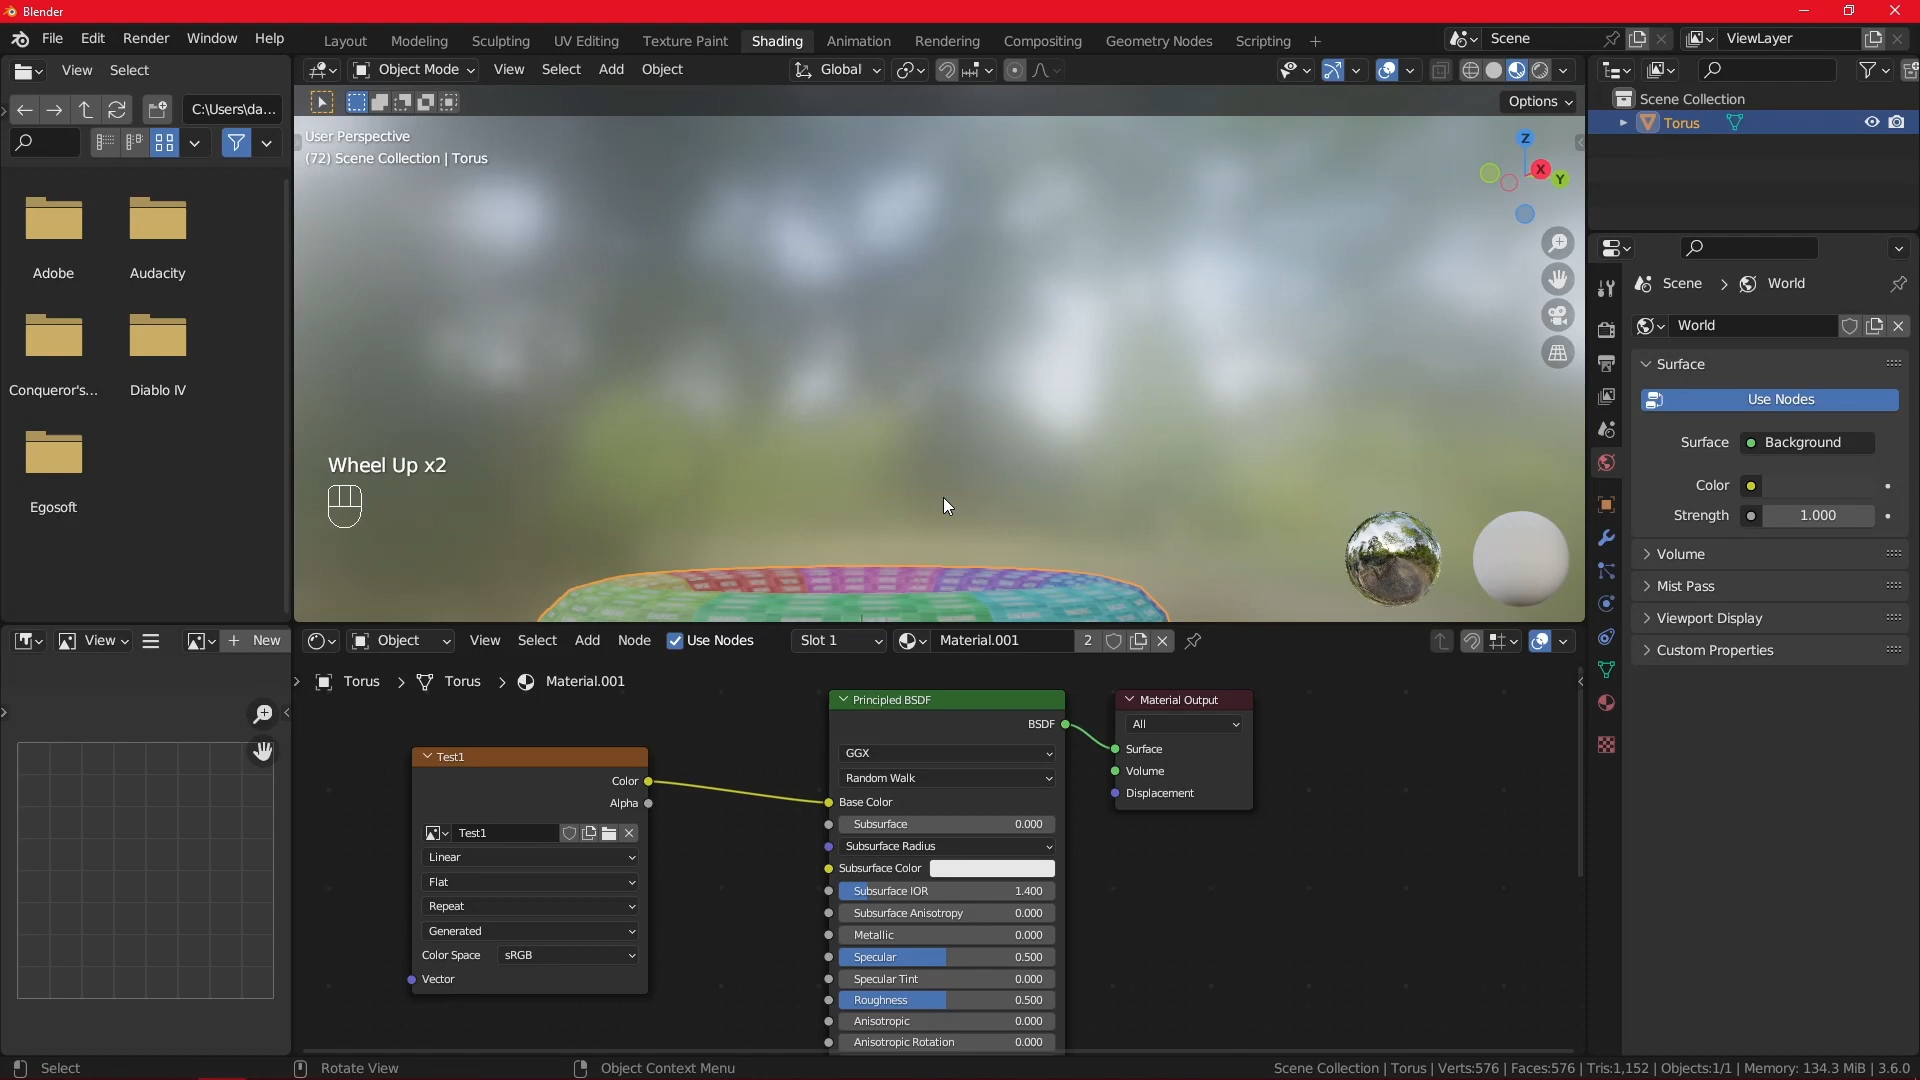 Blender
File Edit Render Window Help
Layout Modeling Sculpting UV Editing Texture Paint Shading Animation Rendering Compositing Geometry Nodes Scripting
Scene
ViewLayer
View Select
Object Mode View Select Add Object
Global
C:\Users\da...
Options
Scene Collection
Torus
User Perspective
(72) Scene Collection | Torus
Z
X
Y
Adobe
Audacity
Conqueror's...
Diablo IV
Egosoft
Wheel Up x2
Scene > World
World
Surface
Use Nodes
Surface Background
Color
Strength 1.000
Volume
Mist Pass
Viewport Display
Custom Properties
View
New
Object View Select Add Node Use Nodes Slot 1 Material.001 2
Torus > Torus > Material.001
Test1
Color
Alpha
Test1
Linear
Flat
Repeat
Generated
Color Space sRGB
Vector
Principled BSDF
BSDF
GGX
Random Walk
Base Color
Subsurface 0.000
Subsurface Radius
Subsurface Color
Subsurface IOR 1.400
Subsurface Anisotropy 0.000
Metallic 0.000
Specular 0.500
Specular Tint 0.000
Roughness 0.500
Anisotropic 0.000
Anisotropic Rotation 0.000
Material Output
All
Surface
Volume
Displacement
Select Rotate View Object Context Menu
Scene Collection | Torus | Verts:576 | Faces:576 | Tris:1,152 | Objects:1/1 | Memory: 134.3 MiB | 3.6.0